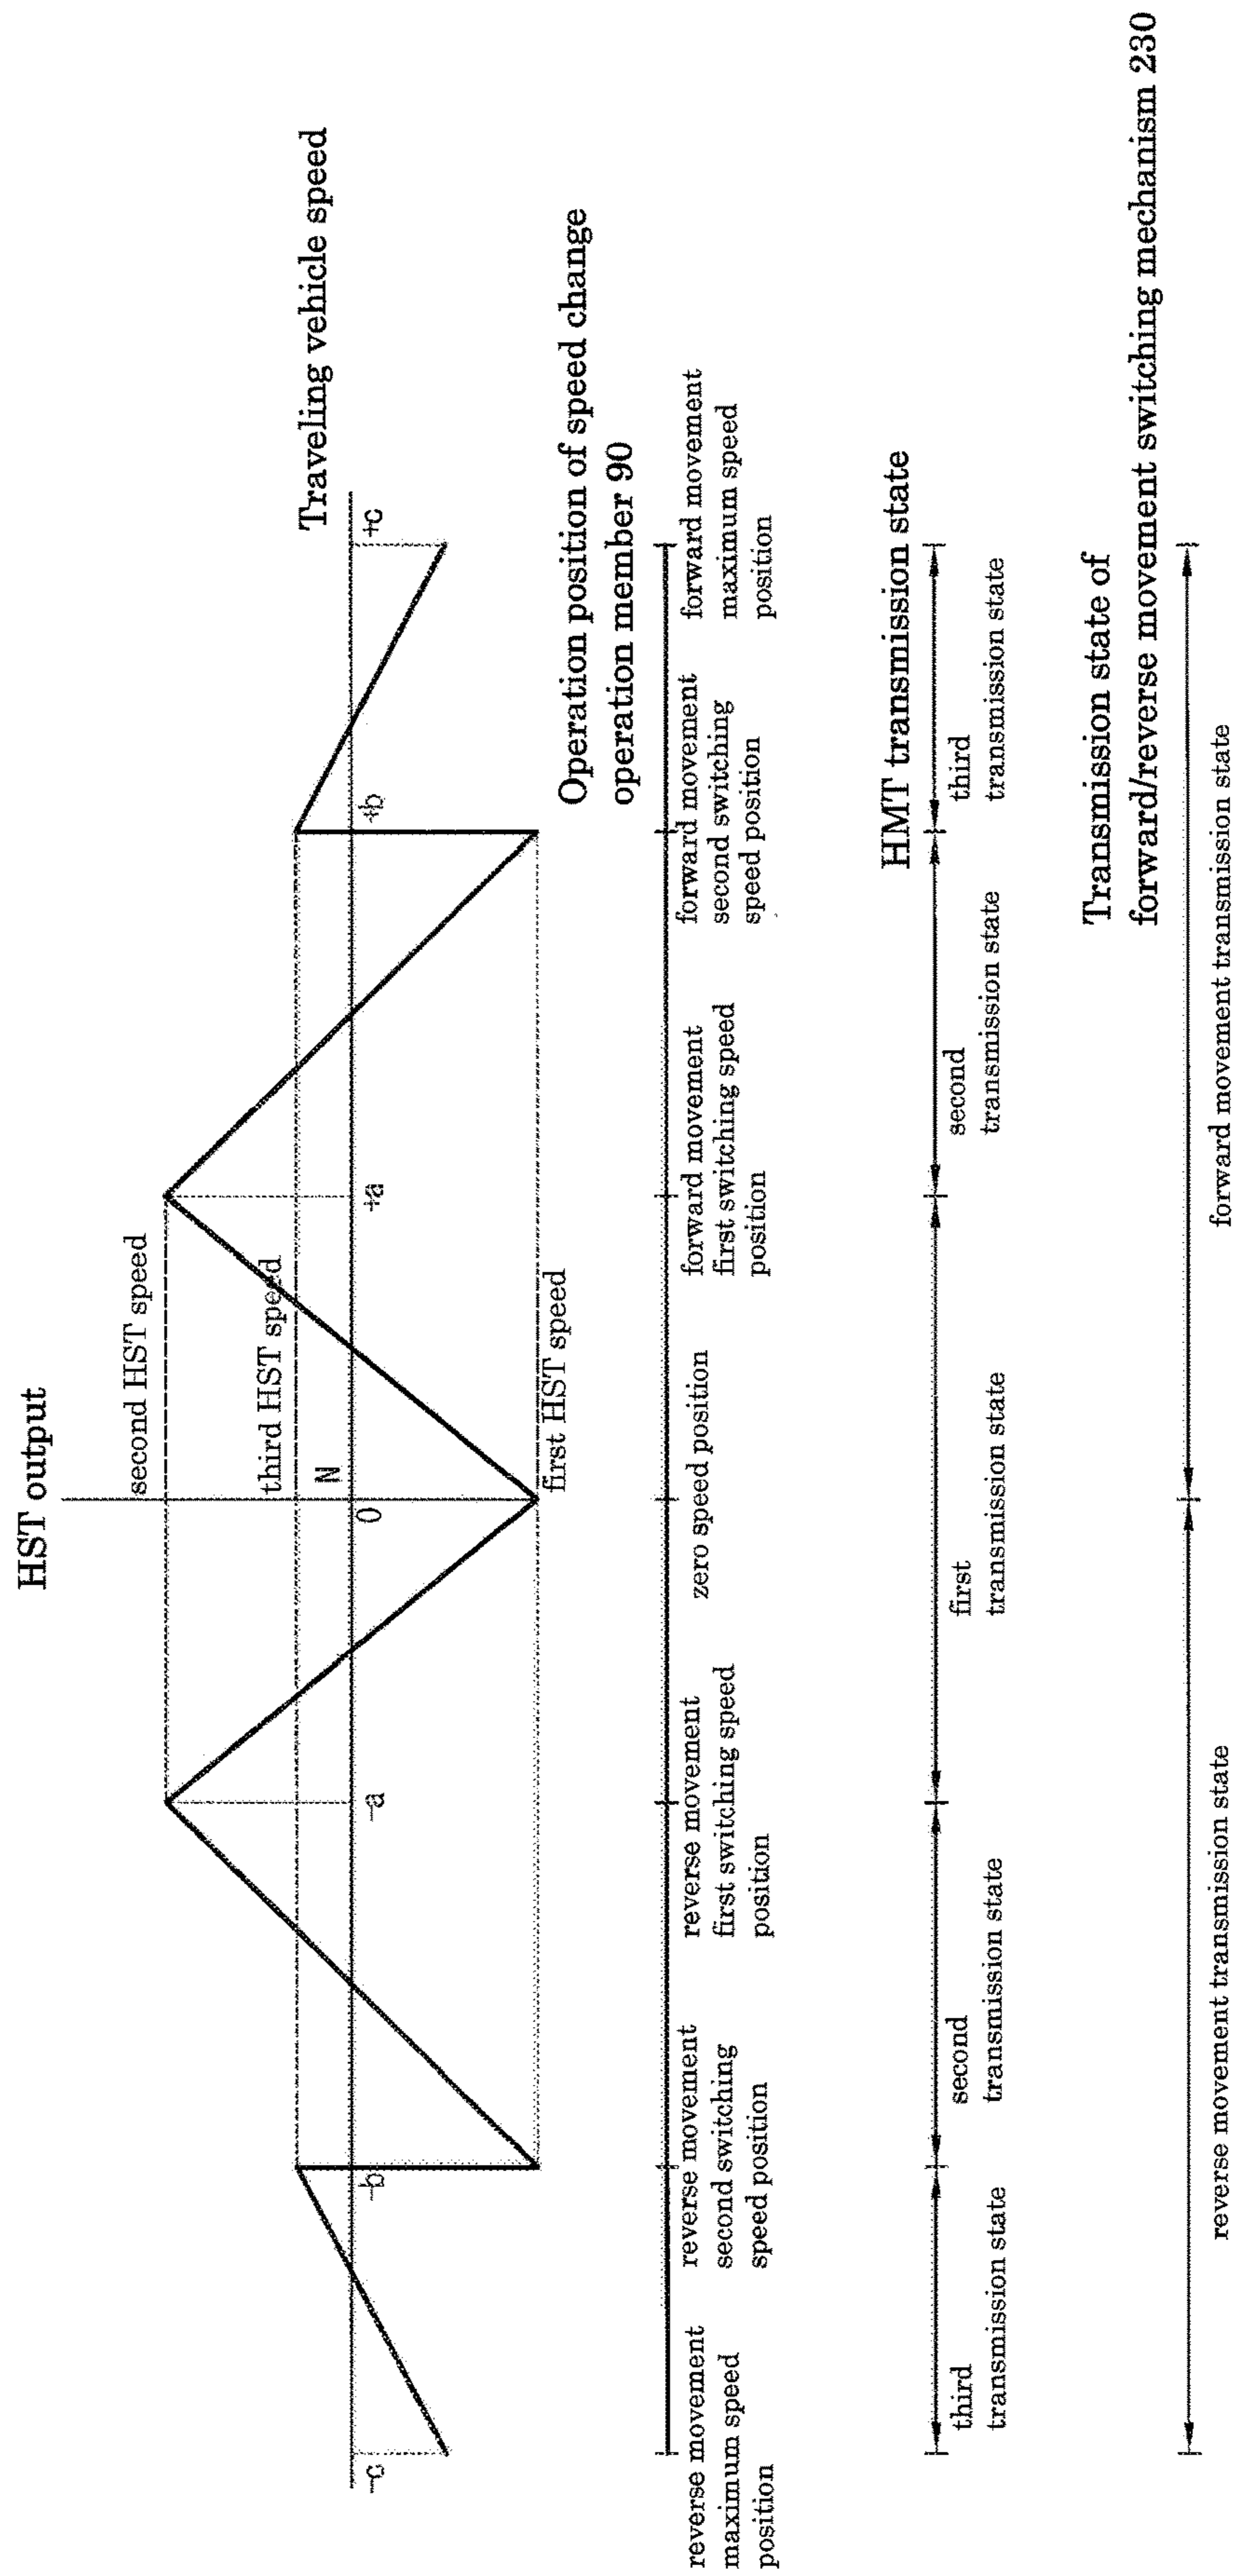 HST output
second HST speed
third HST speed
N
0
first HST speed
-c
-b
-a
+a
+b
+c
Traveling vehicle speed
Operation position of speed change
operation member 90
reverse movement
maximum speed
position
reverse movement
second switching
speed position
reverse movement
first switching speed
position
zero speed position
forward movement
first switching speed
position
forward movement
second switching
speed position
forward movement
maximum speed
position
HMT transmission state
third
transmission state
second
transmission state
first
transmission state
second
transmission state
third
transmission state
Transmission state of
forward/reverse movement switching mechanism 230
reverse movement transmission state
forward movement transmission state